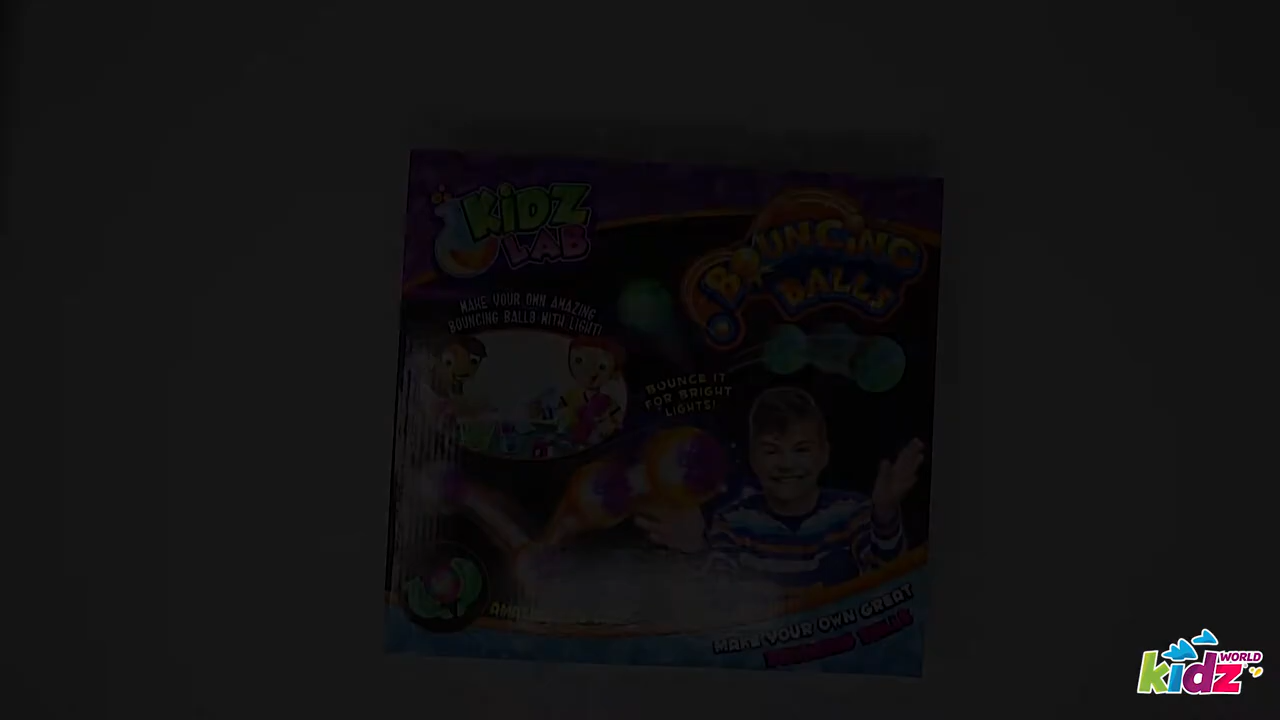 KiDZ
LAB
BOUNCiNG
BALLS
MAKE YOUR OWN AMAZING
BOUNCING BALLS WITH LIGHT!
BOUNCE IT
FOR BRIGHT
LIGHTS!
MAKE YOUR OWN GREAT
WORLD
kidz